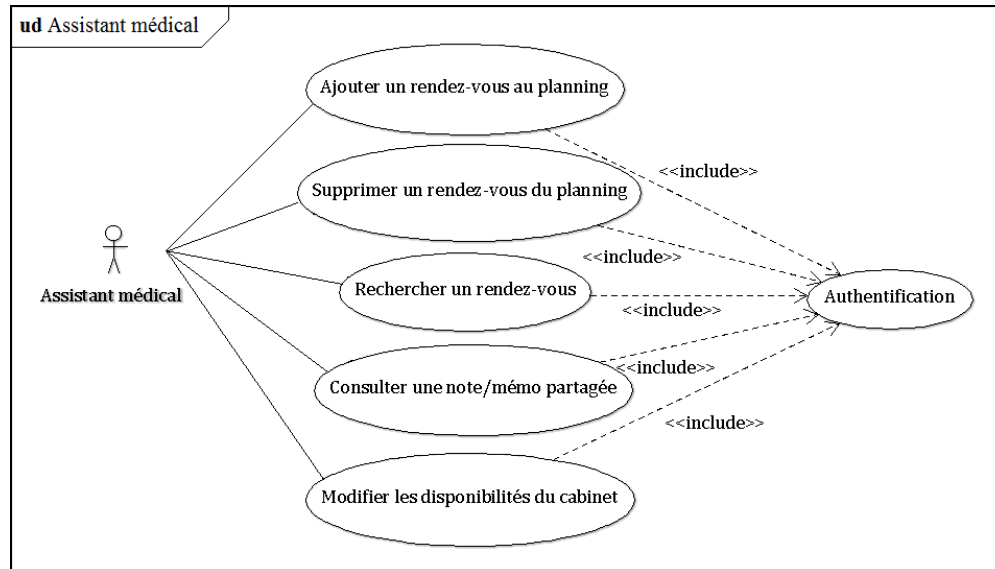 ud Assistant médical
Ajouter un rendez-vous au planning
<<include>>
Supprimer un rendez-vous du planning
<<include>>
Assistant médical
Rechercher un rendez-vous
Authentification
<<include>>
<<include>>
Consulter une note/mémo partagée
<<include>>
Modifier les disponibilités du cabinet